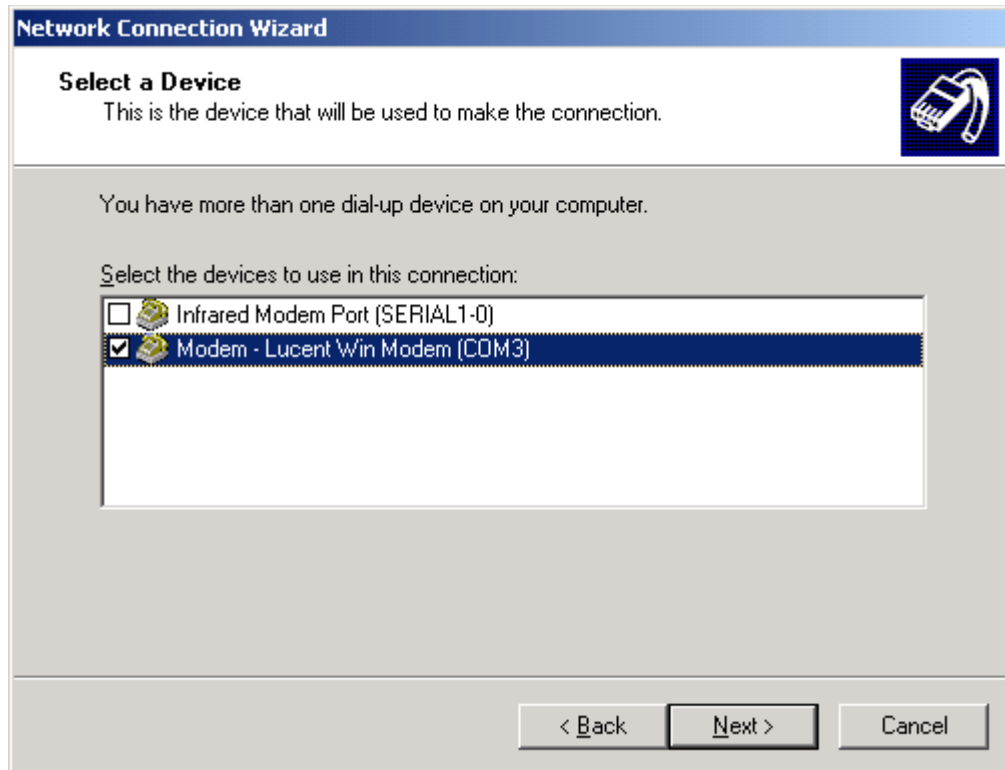 Network Connection Wizard
Select a Device
This is the device that will be used to make the connection.
You have more than one dial-up device on your computer.
Select the devices to use in this connection:
Infrared Modem Port (SERIAL1-0)
Modem - Lucent Win Modem (COM3)
< Back Next > Cancel